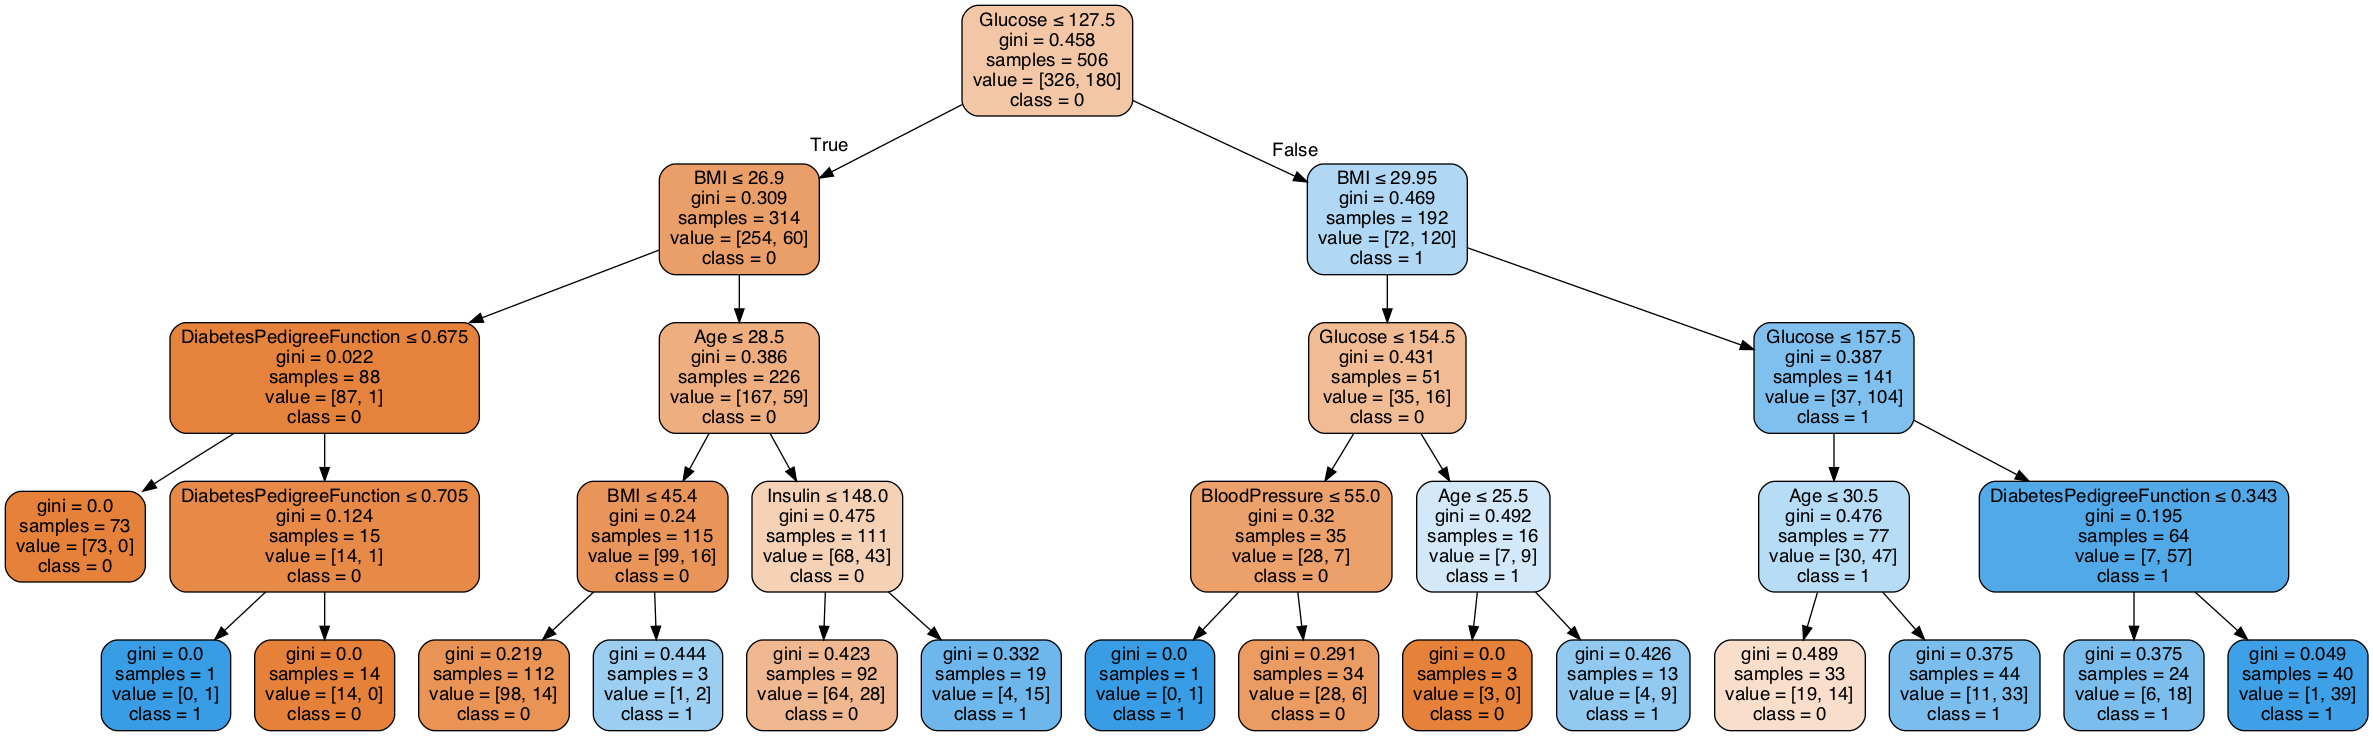 Glucose ≤ 127.5
gini = 0.458
samples = 506
value = [326, 180]
class = 0
True
False
BMI ≤ 26.9
gini = 0.309
samples = 314
value = [254, 60]
class = 0
BMI ≤ 29.95
gini = 0.469
samples = 192
value = [72, 120]
class = 1
DiabetesPedigreeFunction ≤ 0.675
gini = 0.022
samples = 88
value = [87, 1]
class = 0
Age ≤ 28.5
gini = 0.386
samples = 226
value = [167, 59]
class = 0
Glucose ≤ 154.5
gini = 0.431
samples = 51
value = [35, 16]
class = 0
Glucose ≤ 157.5
gini = 0.387
samples = 141
value = [37, 104]
class = 1
gini = 0.0
samples = 73
value = [73, 0]
class = 0
DiabetesPedigreeFunction ≤ 0.705
gini = 0.124
samples = 15
value = [14, 1]
class = 0
BMI ≤ 45.4
gini = 0.24
samples = 115
value = [99, 16]
class = 0
Insulin ≤ 148.0
gini = 0.475
samples = 111
value = [68, 43]
class = 0
BloodPressure ≤ 55.0
gini = 0.32
samples = 35
value = [28, 7]
class = 0
Age ≤ 25.5
gini = 0.492
samples = 16
value = [7, 9]
class = 1
Age ≤ 30.5
gini = 0.476
samples = 77
value = [30, 47]
class = 1
DiabetesPedigreeFunction ≤ 0.343
gini = 0.195
samples = 64
value = [7, 57]
class = 1
gini = 0.0
samples = 1
value = [0, 1]
class = 1
gini = 0.0
samples = 14
value = [14, 0]
class = 0
gini = 0.219
samples = 112
value = [98, 14]
class = 0
gini = 0.444
samples = 3
value = [1, 2]
class = 1
gini = 0.423
samples = 92
value = [64, 28]
class = 0
gini = 0.332
samples = 19
value = [4, 15]
class = 1
gini = 0.0
samples = 1
value = [0, 1]
class = 1
gini = 0.291
samples = 34
value = [28, 6]
class = 0
gini = 0.0
samples = 3
value = [3, 0]
class = 0
gini = 0.426
samples = 13
value = [4, 9]
class = 1
gini = 0.489
samples = 33
value = [19, 14]
class = 0
gini = 0.375
samples = 44
value = [11, 33]
class = 1
gini = 0.375
samples = 24
value = [6, 18]
class = 1
gini = 0.049
samples = 40
value = [1, 39]
class = 1